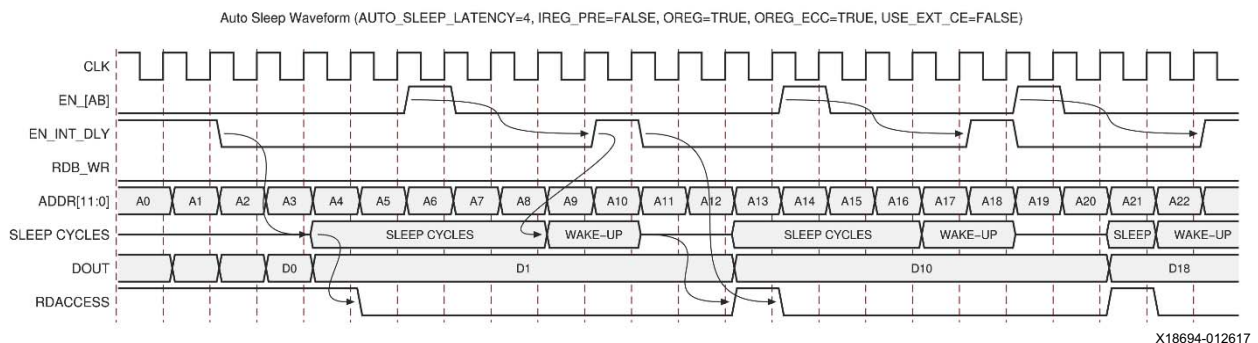 Auto Sleep Waveform (AUTO_SLEEP_LATENCY=4, IREG_PRE=FALSE, OREG=TRUE, OREG_ECC=TRUE, USE_EXT_CE=FALSE)
CLK
EN_[AB]
EN_INT_DLY
RDB_WR
ADDR[11:0] A0 A1 A2 A3 A4 A5 A6 A7 A8 A9 A10 A11 A12 A13 A14 A15 A16 A17 A18 A19 A20 A21 A22
SLEEP CYCLES SLEEP CYCLES WAKE-UP SLEEP CYCLES WAKE-UP SLEEP WAKE-UP
DOUT D0 D1 D10 D18
RDACCESS
X18694-012617